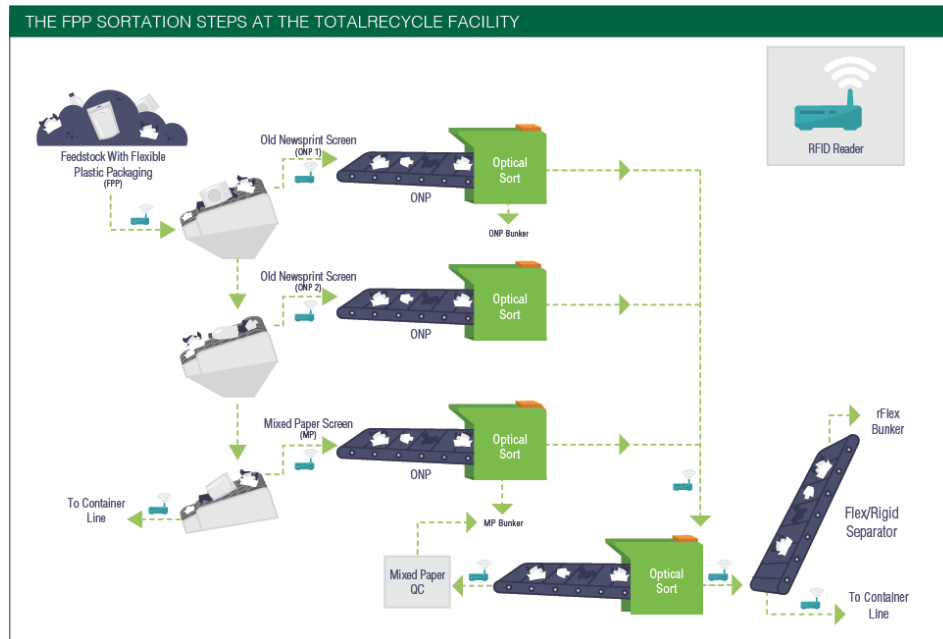 THE FPP SORTATION STEPS AT THE TOTALRECYCLE FACILITY
RFID Reader
Feedstock With Flexible
Plastic Packaging
(FPP)
Old Newsprint Screen
(ONP 1)
ONP
Optical
Sort
ONP Bunker
Old Newsprint Screen
(ONP 2)
ONP
Optical
Sort
Mixed Paper Screen
(MP)
ONP
Optical
Sort
MP Bunker
To Container
Line
Mixed Paper
QC
Optical
Sort
rFlex
Bunker
Flex/Rigid
Separator
To Container
Line